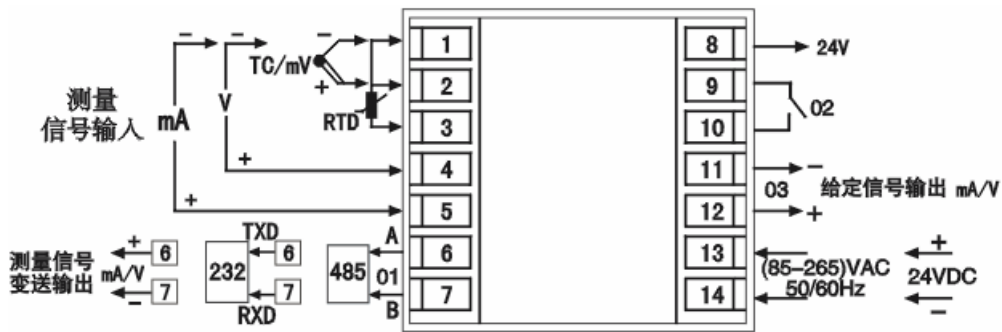 测量
信号输入
mA
V
TC/mV
RTD
− − −
+
+
+
1
2
3
4
5
6
7
8
9
10
11
12
13
14
24V
O2
−
O3 给定信号输出 mA/V
+
(85–265)VAC
50/60Hz
+
24VDC
−
测量信号
变送输出
+
mA/V
−
6
7
TXD
232
RXD
6
7
485
A
O1
B